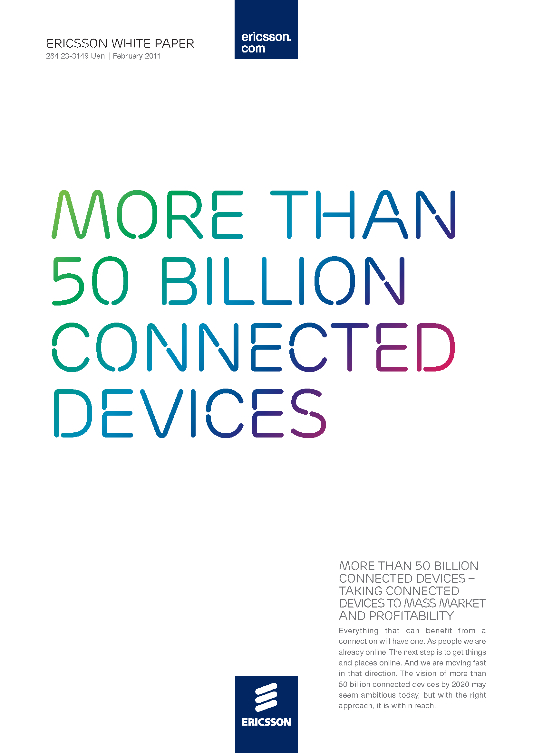 ERICSSON WHITE PAPER
284 23-3149 Uen | February 2011
ericsson.
com
MORE THAN
50 BILLION
CONNECTED
DEVICES
MORE THAN 50 BILLION
CONNECTED DEVICES –
TAKING CONNECTED
DEVICES TO MASS MARKET
AND PROFITABILITY
Everything that can benefit from a
connection will have one. As people we are
already online. The next step is to get things
and places online. And we are moving fast
in that direction. The vision of more than
50 billion connected devices by 2020 may
seem ambitious today, but with the right
approach, it is within reach.
ERICSSON